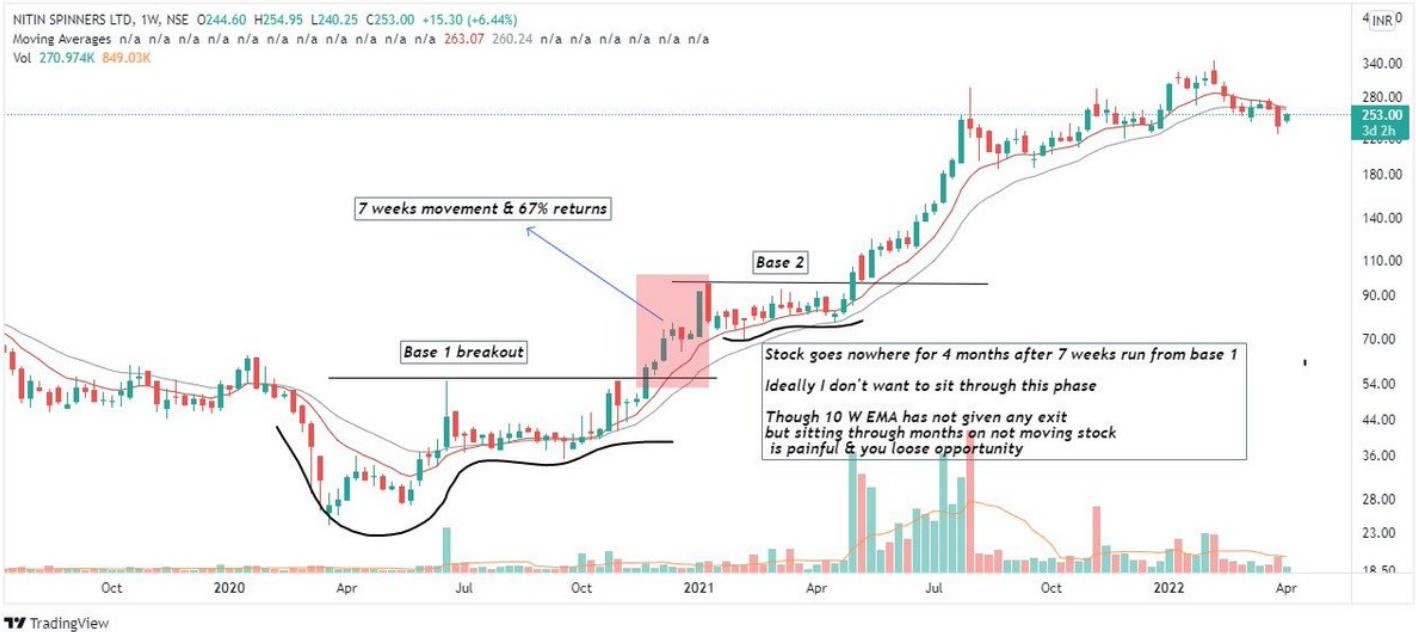 NITIN SPINNERS LTD, 1W, NSE O244.60 H254.95 L240.25 C253.00 +15.30 (+6.44%)
Moving Averages n/a n/a n/a n/a n/a n/a n/a n/a n/a n/a n/a 263.07 260.24 n/a n/a n/a n/a n/a n/a
Vol 270.974K 849.03K
INR
340.00
280.00
253.00
3d 2h
180.00
140.00
110.00
90.00
70.00
54.00
44.00
36.00
28.00
23.00
18.50
7 weeks movement & 67% returns
Base 2
Base 1 breakout
Stock goes nowhere for 4 months after 7 weeks run from base 1
Ideally I don't want to sit through this phase
Though 10 W EMA has not given any exit
but sitting through months on not moving stock
is painful & you loose opportunity
Oct 2020 Apr Jul Oct 2021 Apr Jul Oct 2022 Apr
TradingView